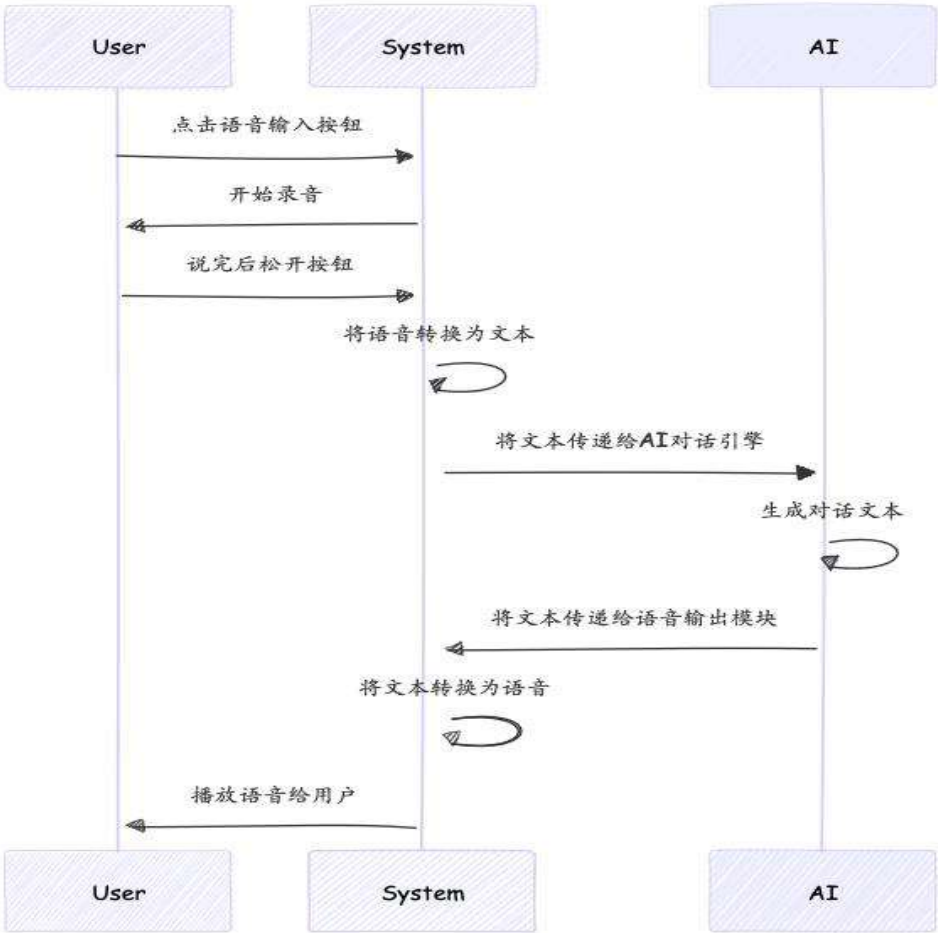 User
System
AI
点击语音输入按钮
开始录音
说完后松开按钮
将语音转换为文本
将文本传递给AI对话引擎
生成对话文本
将文本传递给语音输出模块
将文本转换为语音
播放语音给用户
User
System
AI